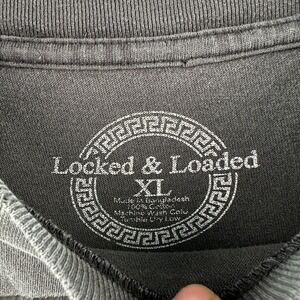 Locked & Loaded
XL
Made in Bangladesh
100% Cotton
Machine Wash Cold
Tumble Dry Low